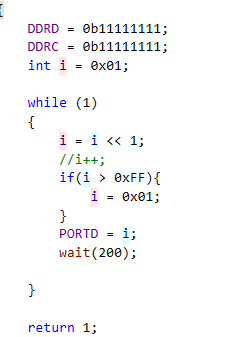 {
DDRD = 0b11111111;
DDRC = 0b11111111;
int i = 0x01;
while (1)
{
i = i << 1;
//i++;
if(i > 0xFF){
i = 0x01;
}
PORTD = i;
wait(200);
}
return 1;